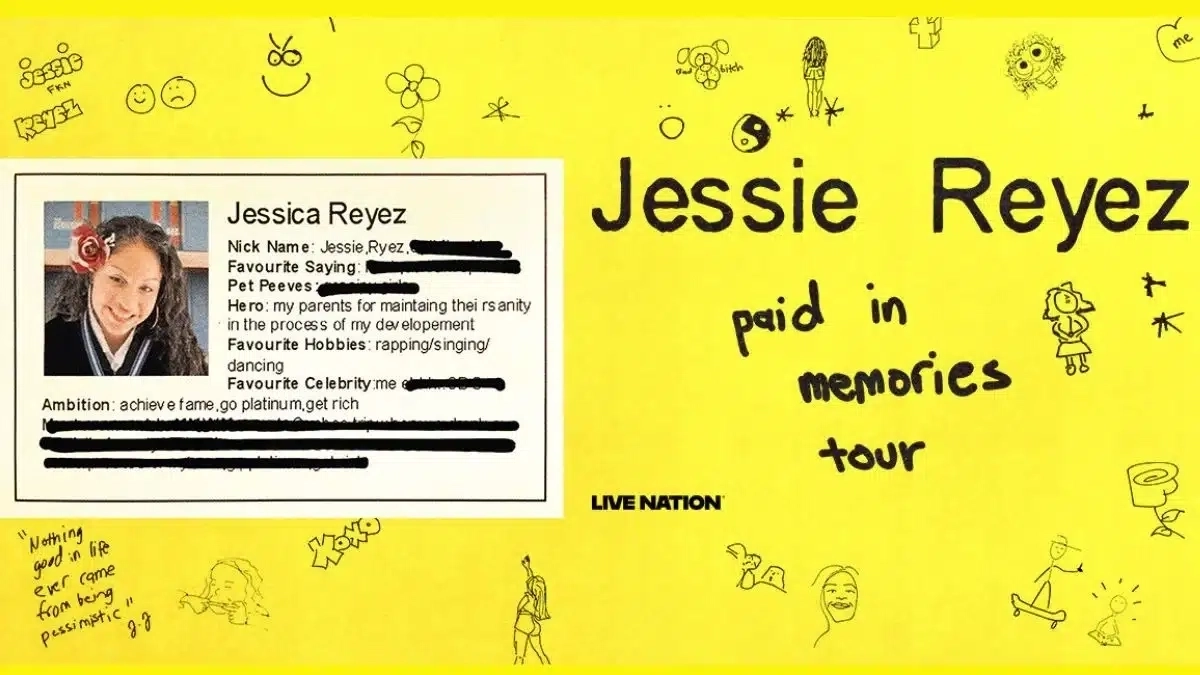 Jessie
FKN
REYEZ
bitch
me
Jessie Reyez
paid in
memories
tour
LIVE NATION
Jessica Reyez
Nick Name: Jessie,Ryez,
Favourite Saying:
Pet Peeves:
Hero: my parents for maintaing thei rsanity
in the process of my developement
Favourite Hobbies: rapping/singing/
dancing
Favourite Celebrity:me
Ambition: achieve fame,go platinum,get rich
"Nothing
good in life
ever came
from being
pessimistic"
J.J